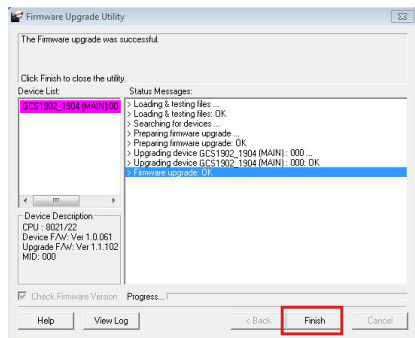 Firmware Upgrade Utility
The Firmware upgrade was successful.
Click Finish to close the utility.
Device List:
Status Messages:
GCS1902_1904 (MAIN):00
> Loading & testing files ...
> Loading & testing files: OK
> Searching for devices ...
> Preparing firmware upgrade ...
> Preparing firmware upgrade: OK
> Upgrading device GCS1902_1904 (MAIN) : 000 ...
> Upgrading device GCS1902_1904 (MAIN) : 000: OK
> Firmware upgrade: OK
Device Description
CPU : 8021/22
Device F/W: Ver 1.0.061
Upgrade F/W: Ver 1.1.102
MID: 000
Check Firmware Version
Progress...
Help
View Log
< Back
Finish
Cancel